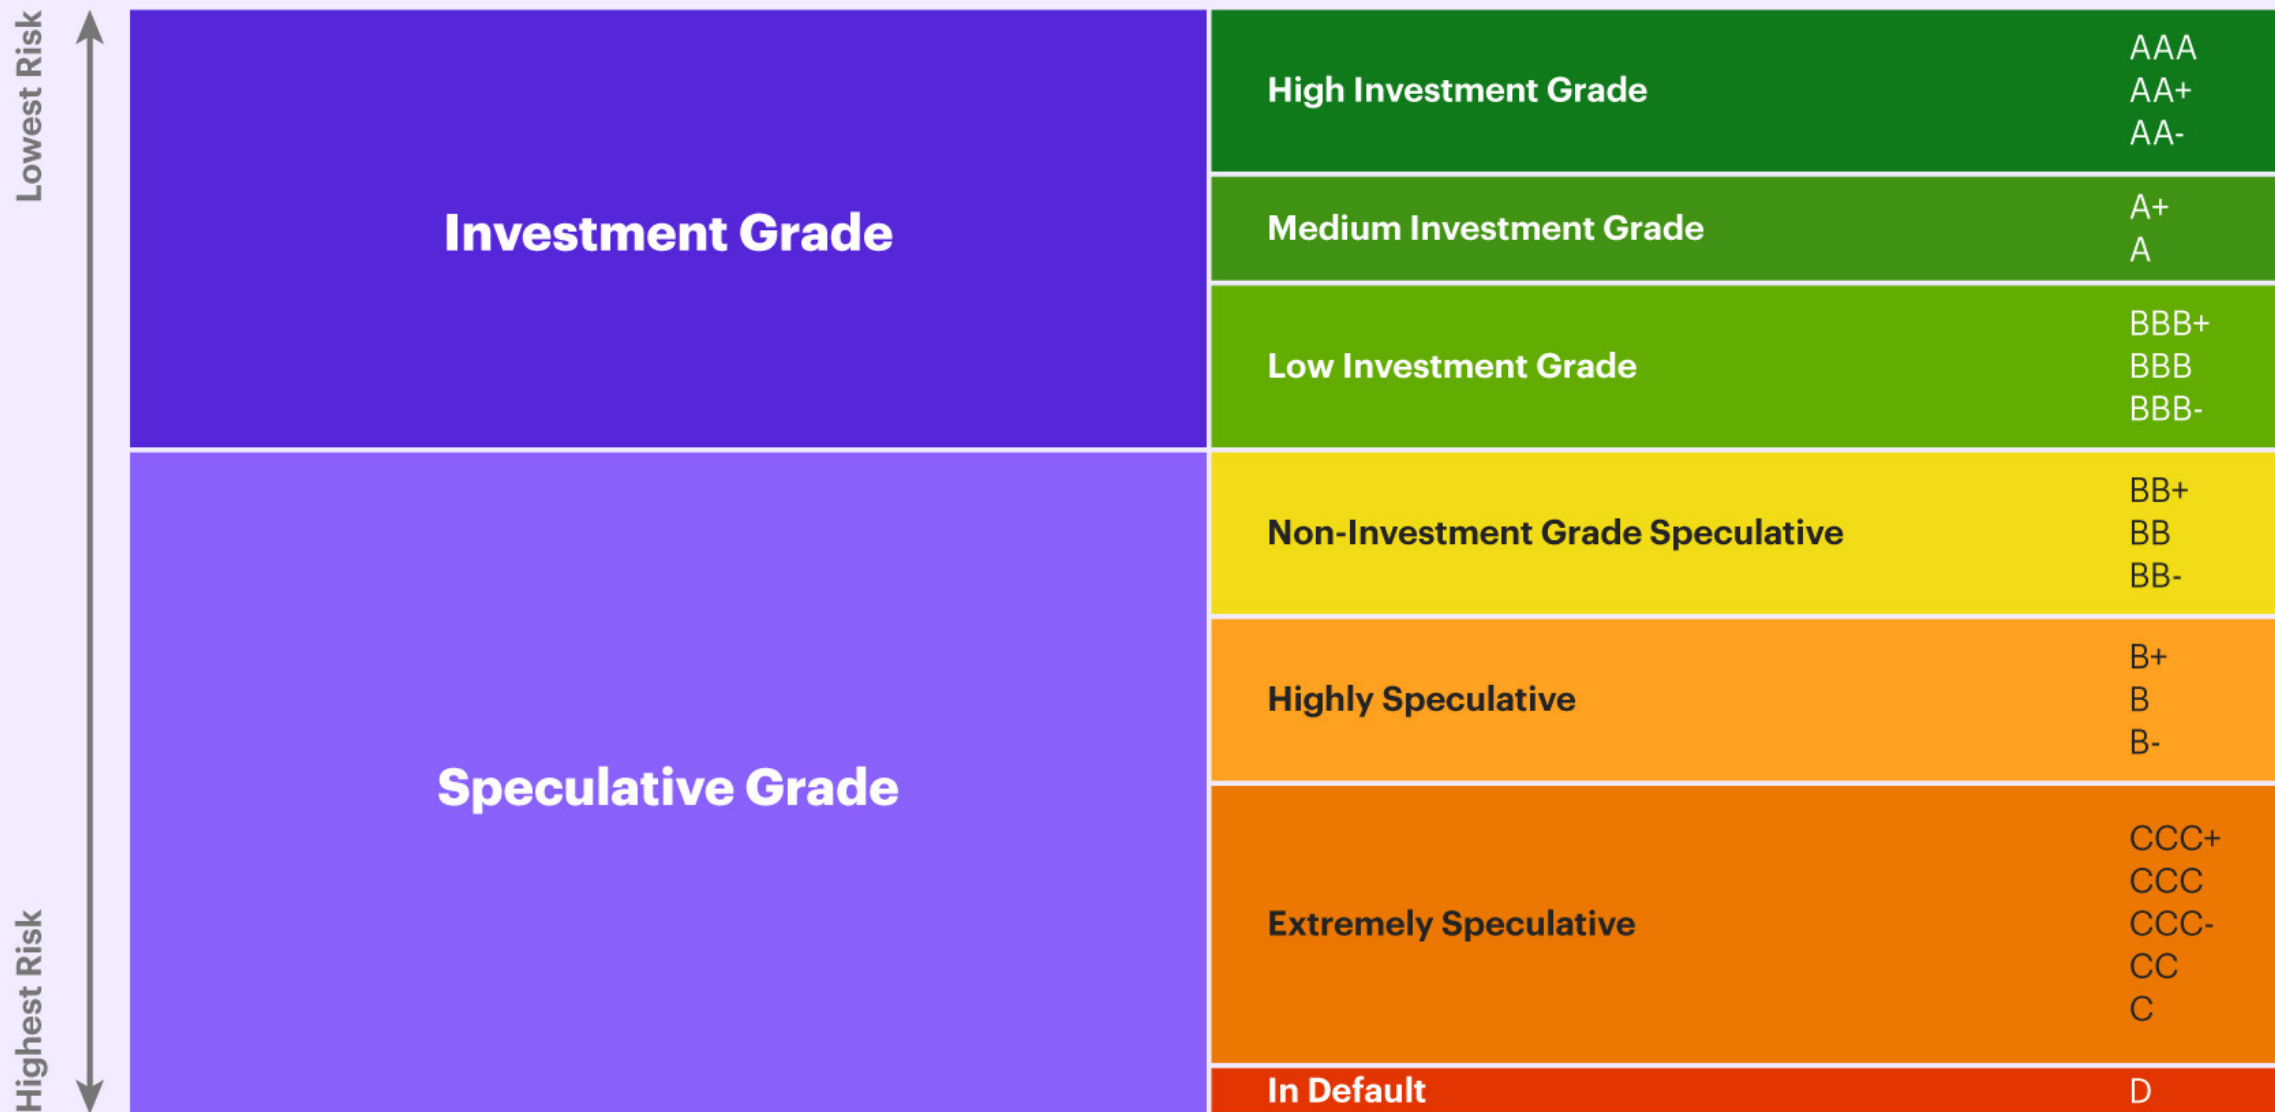 Lowest Risk
Highest Risk
Investment Grade
High Investment Grade
AAA
AA+
AA-
Medium Investment Grade
A+
A
Low Investment Grade
BBB+
BBB
BBB-
Speculative Grade
Non-Investment Grade Speculative
BB+
BB
BB-
Highly Speculative
B+
B
B-
Extremely Speculative
CCC+
CCC
CCC-
CC
C
In Default
D